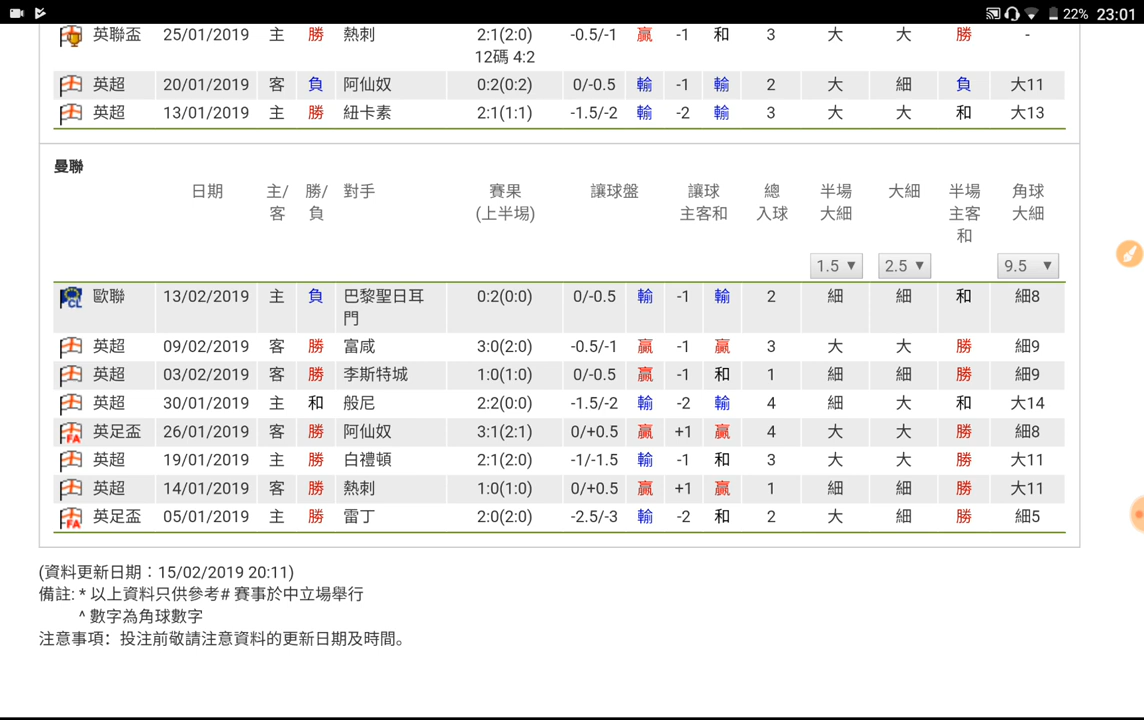 22% 23:01
英聯盃 25/01/2019 主 勝 熱刺 2:1(2:0) -0.5/-1 贏 -1 和 3 大 大 勝 -
12碼 4:2
英超 20/01/2019 客 負 阿仙奴 0:2(0:2) 0/-0.5 輸 -1 輸 2 大 細 負 大11
英超 13/01/2019 主 勝 紐卡素 2:1(1:1) -1.5/-2 輸 -2 輸 3 大 大 和 大13
曼聯
日期 主/ 勝/ 對手 賽果 讓球盤 讓球 總 半場 大細 半場 角球
客 負 (上半場) 主客和 入球 大細 主客 大細
和
1.5 ▼ 2.5 ▼ 9.5 ▼
CL 歐聯 13/02/2019 主 負 巴黎聖日耳 0:2(0:0) 0/-0.5 輸 -1 輸 2 細 細 和 細8
門
英超 09/02/2019 客 勝 富咸 3:0(2:0) -0.5/-1 贏 -1 贏 3 大 大 勝 細9
英超 03/02/2019 客 勝 李斯特城 1:0(1:0) 0/-0.5 贏 -1 和 1 細 細 勝 細9
英超 30/01/2019 主 和 般尼 2:2(0:0) -1.5/-2 輸 -2 輸 4 細 大 和 大14
FA 英足盃 26/01/2019 客 勝 阿仙奴 3:1(2:1) 0/+0.5 贏 +1 贏 4 大 大 勝 細8
英超 19/01/2019 主 勝 白禮頓 2:1(2:0) -1/-1.5 輸 -1 和 3 大 大 勝 大11
英超 14/01/2019 客 勝 熱刺 1:0(1:0) 0/+0.5 贏 +1 贏 1 細 細 勝 大11
FA 英足盃 05/01/2019 主 勝 雷丁 2:0(2:0) -2.5/-3 輸 -2 和 2 大 細 勝 細5
(資料更新日期：15/02/2019 20:11)
備註: * 以上資料只供參考# 賽事於中立場舉行
^ 數字為角球數字
注意事項: 投注前敬請注意資料的更新日期及時間。